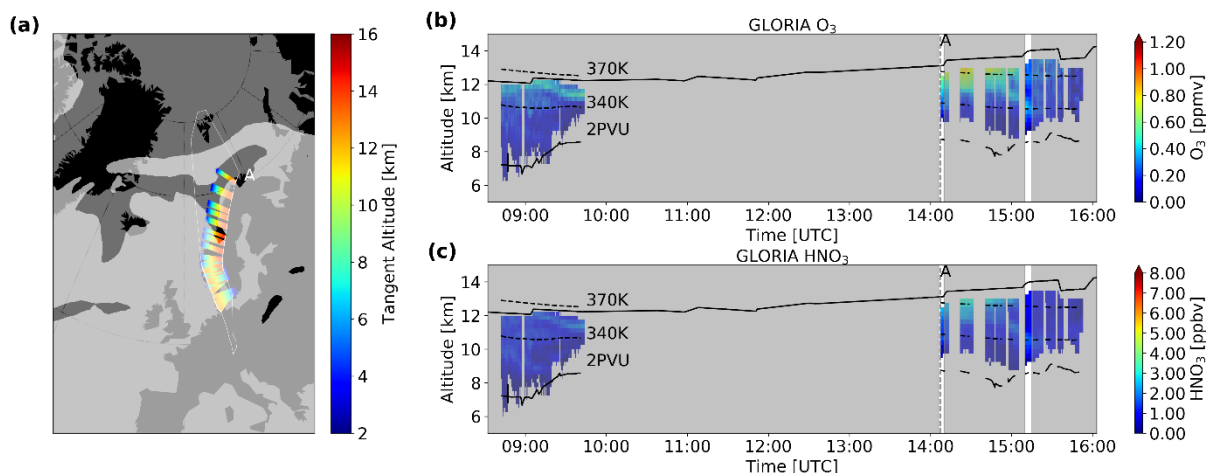 (a)
A
16
14
12
10
8
6
4
2
Tangent Altitude [km]
(b)
GLORIA O₃
A
14
12
10
8
6
Altitude [km]
370K
340K
2PVU
09:00 10:00 11:00 12:00 13:00 14:00 15:00 16:00
Time [UTC]
1.20
1.00
0.80
0.60
0.40
0.20
0.00
O₃ [ppmv]
(c)
GLORIA HNO₃
A
14
12
10
8
6
Altitude [km]
370K
340K
2PVU
09:00 10:00 11:00 12:00 13:00 14:00 15:00 16:00
Time [UTC]
8.00
7.00
6.00
5.00
4.00
3.00
2.00
1.00
0.00
HNO₃ [ppbv]